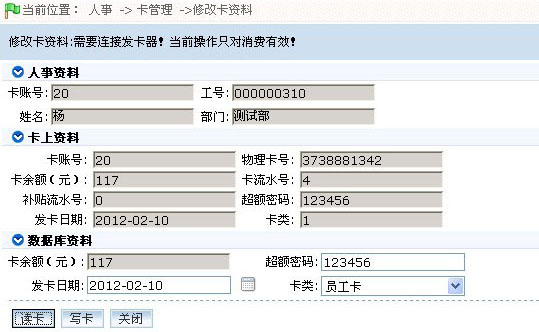 当前位置： 人事 -> 卡管理 ->修改卡资料
修改卡资料:需要连接发卡器！当前操作只对消费有效！
人事资料
卡账号: 20 工号: 000000310
姓名: 杨 部门: 测试部
卡上资料
卡账号: 20 物理卡号: 3738881342
卡余额(元): 117 卡流水号: 4
补贴流水号: 0 超额密码: 123456
发卡日期: 2012-02-10 卡类: 1
数据库资料
卡余额(元): 117 超额密码: 123456
发卡日期: 2012-02-10 卡类: 员工卡
读卡 写卡 关闭